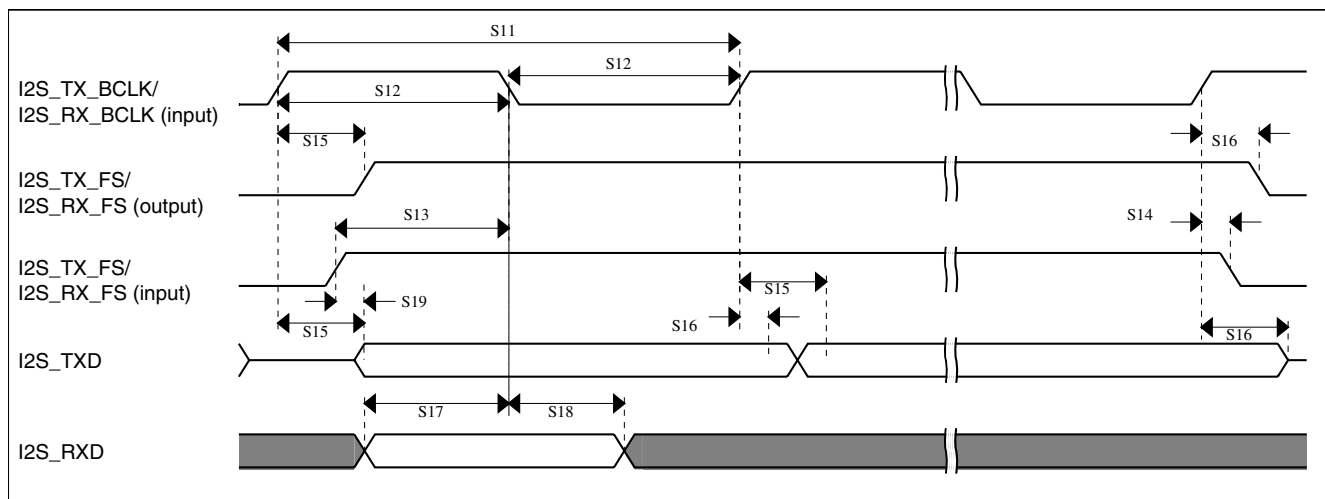 S11
S12
I2S_TX_BCLK/
I2S_RX_BCLK (input)
S12
S15
S16
I2S_TX_FS/
I2S_RX_FS (output)
S13
S14
I2S_TX_FS/
I2S_RX_FS (input)
S15
S19
S15
S16
S16
I2S_TXD
S17
S18
I2S_RXD